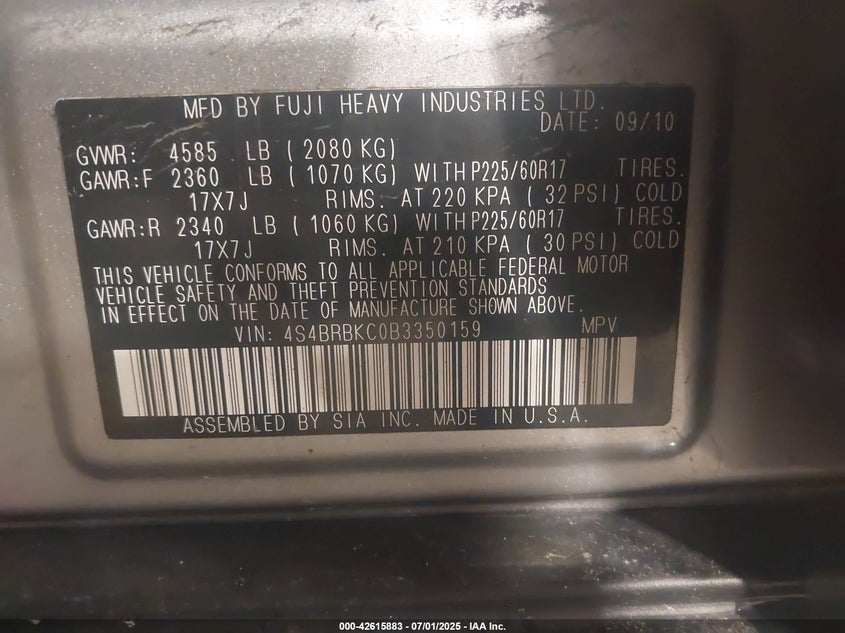 MFD BY FUJI HEAVY INDUSTRIES LTD.
DATE: 09/10
GVWR: 4585 LB ( 2080 KG)
GAWR:F 2360 LB ( 1070 KG) WITH P225/60R17 TIRES.
17X7J RIMS. AT 220 KPA ( 32 PSI) COLD
GAWR:R 2340 LB ( 1060 KG) WITH P225/60R17 TIRES.
17X7J RIMS. AT 210 KPA ( 30 PSI) COLD
THIS VEHICLE CONFORMS TO ALL APPLICABLE FEDERAL MOTOR
VEHICLE SAFETY AND THEFT PREVENTION STANDARDS
IN EFFECT ON THE DATE OF MANUFACTURE SHOWN ABOVE.
VIN: 4S4BRBKC0B3350159 MPV
ASSEMBLED BY SIA INC. MADE IN U.S.A.
000-42615883 - 07/01/2025 - IAA Inc.